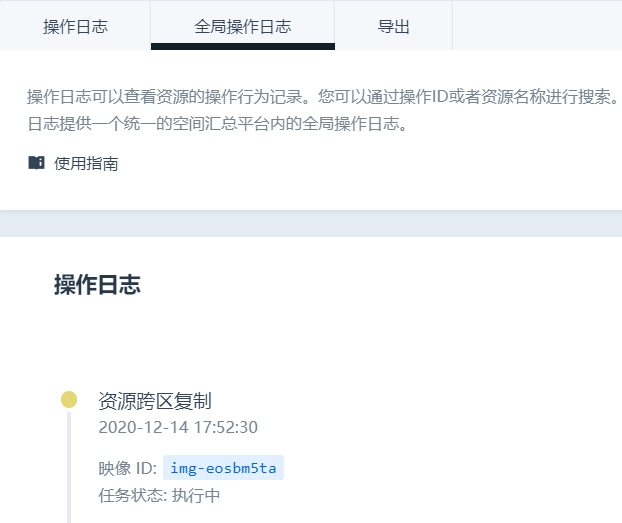 操作日志
全局操作日志
导出
操作日志可以查看资源的操作行为记录。您可以通过操作ID或者资源名称进行搜索。
日志提供一个统一的空间汇总平台内的全局操作日志。
使用指南
操作日志
资源跨区复制
2020-12-14 17:52:30
映像 ID: img-eosbm5ta
任务状态: 执行中